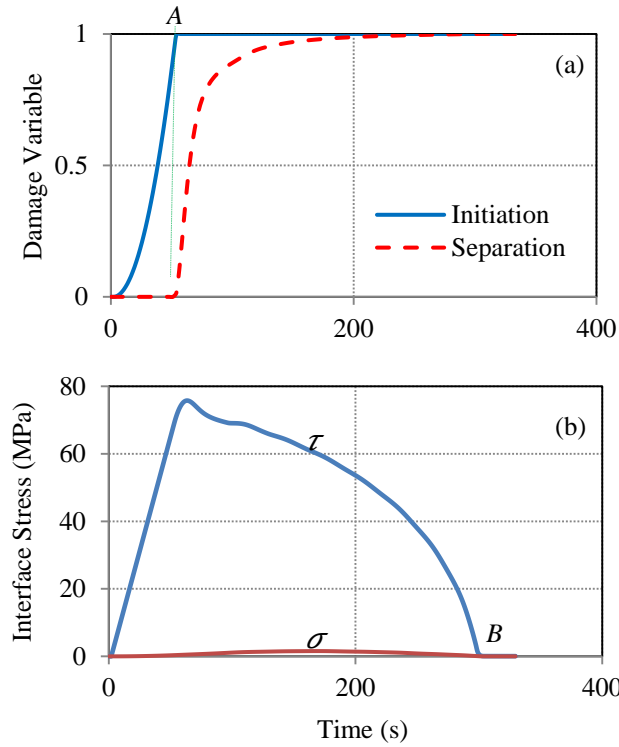 A
1
(a)
Damage Variable
0.5
Initiation
Separation
0
0
200
400
80
(b)
τ
60
Interface Stress (MPa)
40
20
σ
B
0
0
200
400
Time (s)